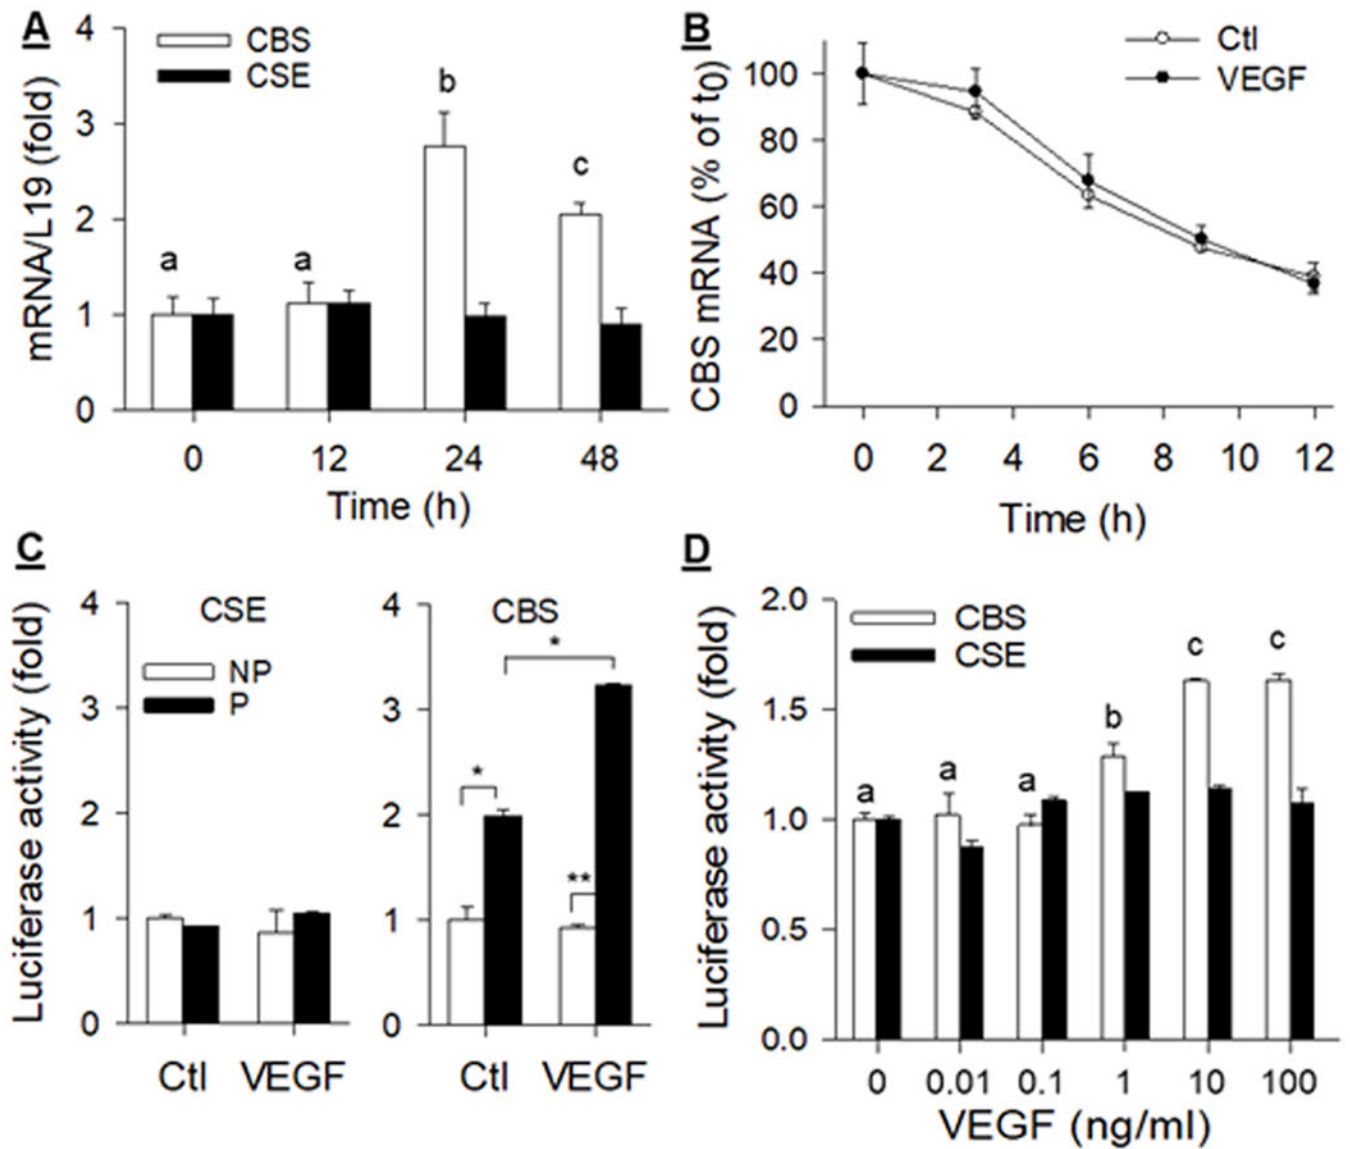 A
4
3
2
1
0
mRNA/L19 (fold)
CBS
CSE
a
a
b
c
0 12 24 48
Time (h)
B
100
80
60
40
20
0
CBS mRNA (% of t0)
Ctl
VEGF
0 2 4 6 8 10 12
Time (h)
C
4
3
2
1
0
Luciferase activity (fold)
CSE
NP
P
Ctl VEGF
4
3
2
1
0
CBS
*
*
**
Ctl VEGF
D
2.0
1.5
1.0
0.5
0.0
Luciferase activity (fold)
CBS
CSE
a
a
a
b
c
c
0 0.01 0.1 1 10 100
VEGF (ng/ml)